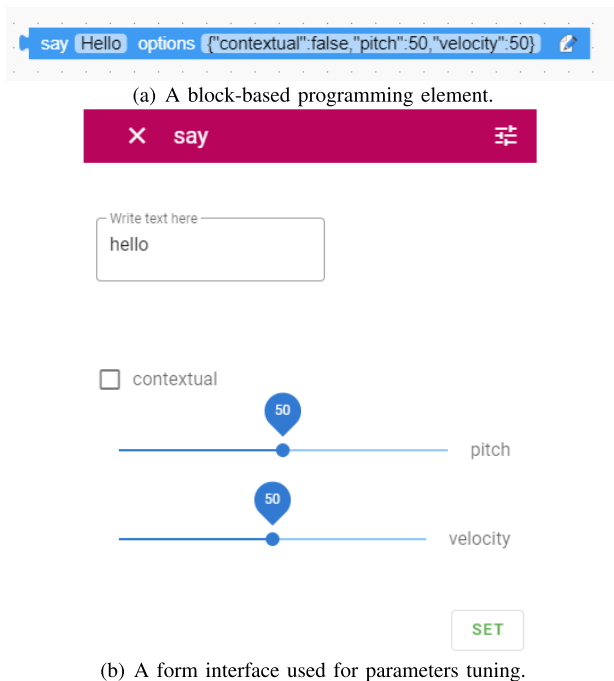 say Hello options {"contextual":false,"pitch":50,"velocity":50}
(a) A block-based programming element.
say
Write text here
hello
contextual
50
pitch
50
velocity
SET
(b) A form interface used for parameters tuning.